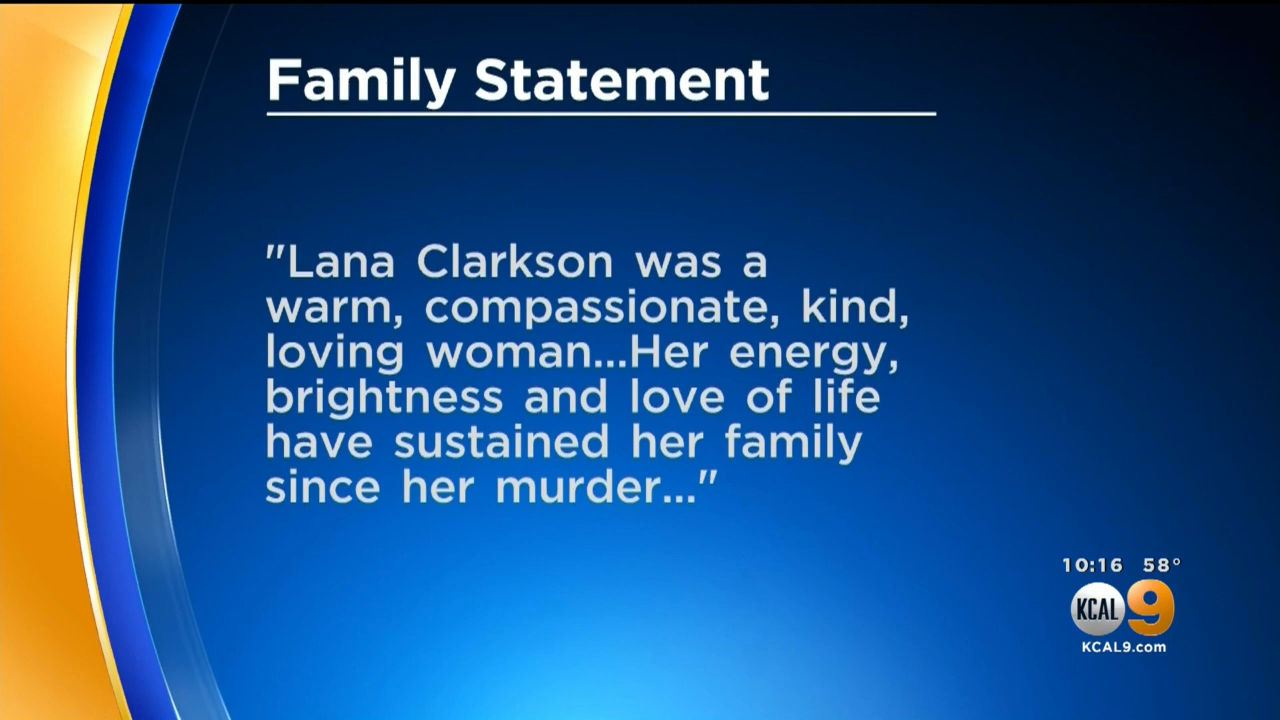 Family Statement
"Lana Clarkson was a
warm, compassionate, kind,
loving woman...Her energy,
brightness and love of life
have sustained her family
since her murder..."
10:16 58°
KCAL 9
KCAL9.com